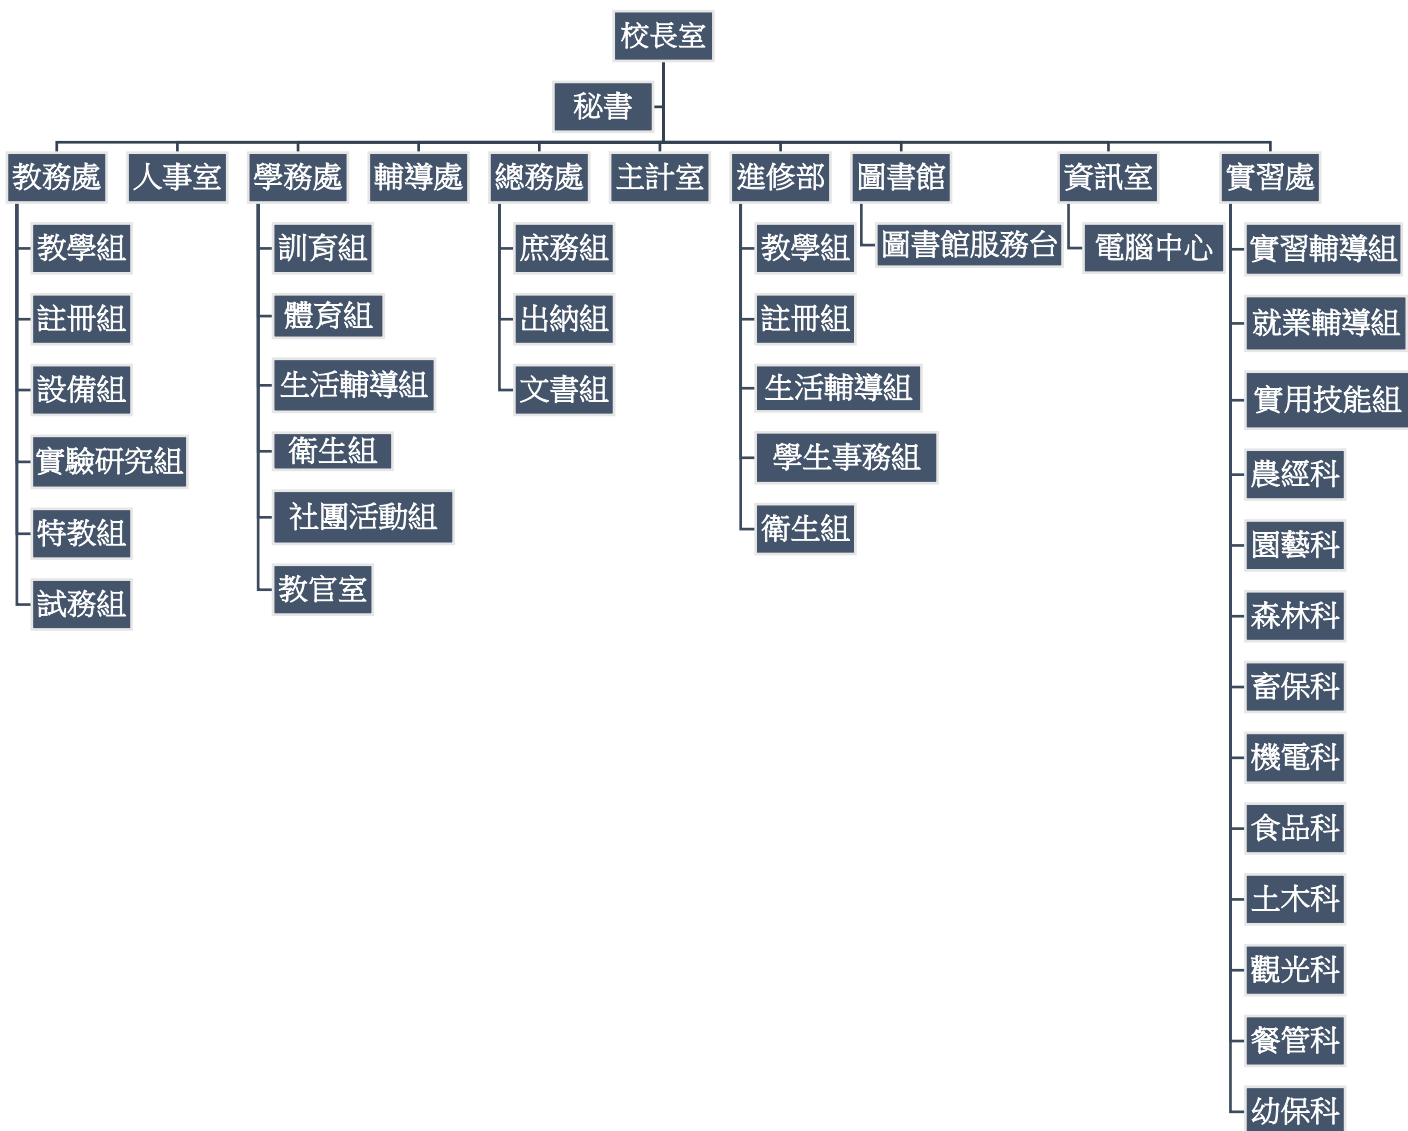 校長室
秘書
教務處
人事室
學務處
輔導處
總務處
主計室
進修部
圖書館
資訊室
實習處
教學組
註冊組
設備組
實驗研究組
特教組
試務組
訓育組
體育組
生活輔導組
衛生組
社團活動組
教官室
庶務組
出納組
文書組
教學組
註冊組
生活輔導組
學生事務組
衛生組
圖書館服務台
電腦中心
實習輔導組
就業輔導組
實用技能組
農經科
園藝科
森林科
畜保科
機電科
食品科
土木科
觀光科
餐管科
幼保科